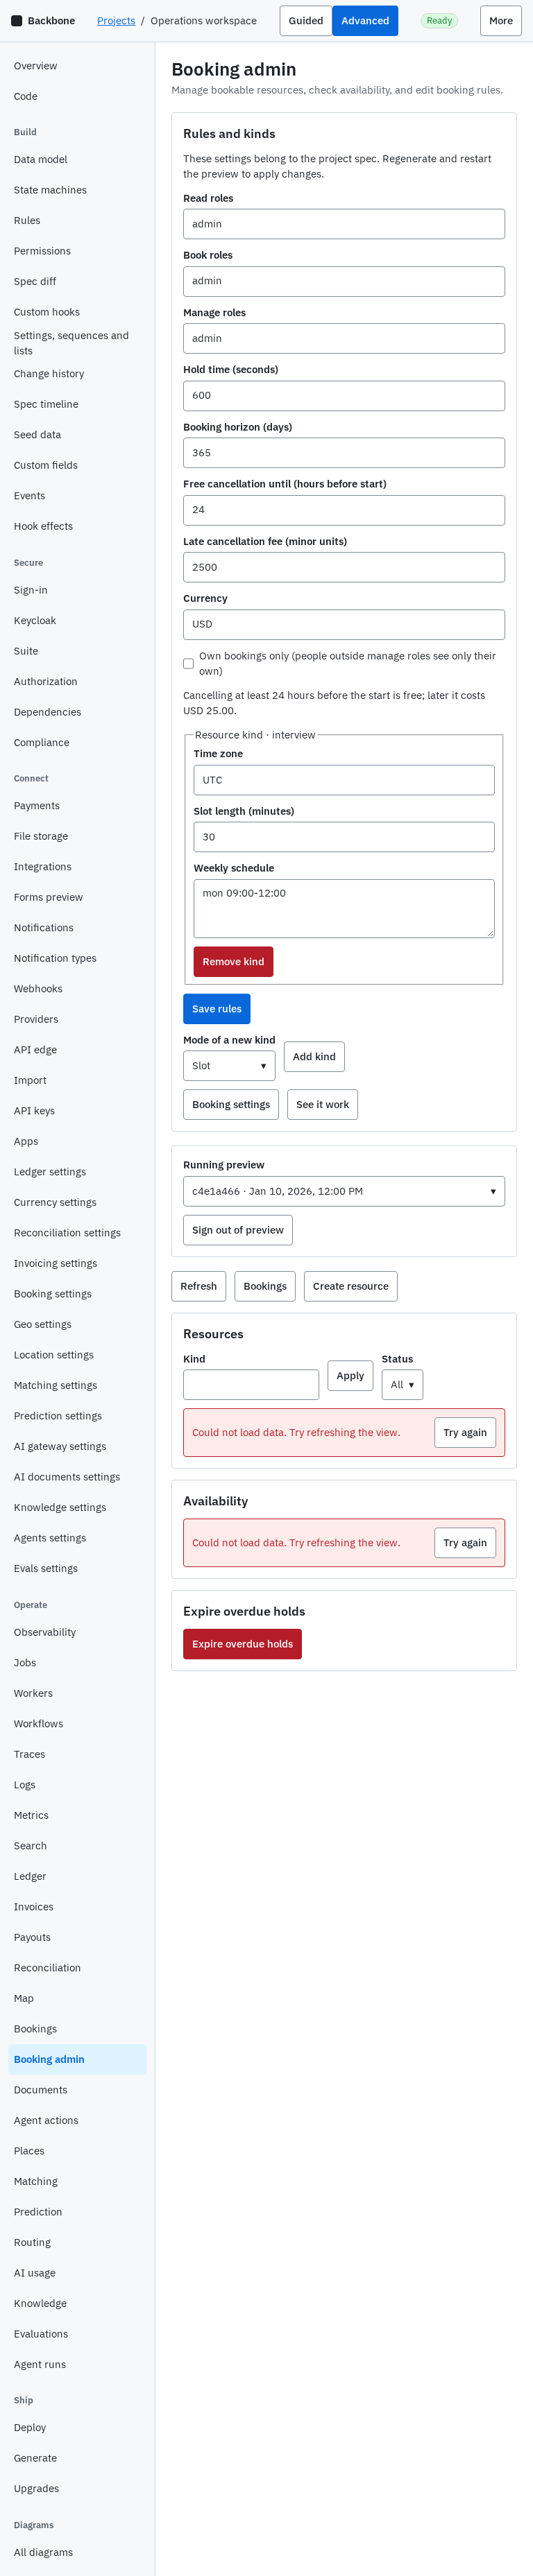 Backbone
Projects / Operations workspace
Guided
Advanced
Ready
More
Overview
Code
Build
Data model
State machines
Rules
Permissions
Spec diff
Custom hooks
Settings, sequences and
lists
Change history
Spec timeline
Seed data
Custom fields
Events
Hook effects
Secure
Sign-in
Keycloak
Suite
Authorization
Dependencies
Compliance
Connect
Payments
File storage
Integrations
Forms preview
Notifications
Notification types
Webhooks
Providers
API edge
Import
API keys
Apps
Ledger settings
Currency settings
Reconciliation settings
Invoicing settings
Booking settings
Geo settings
Location settings
Matching settings
Prediction settings
AI gateway settings
AI documents settings
Knowledge settings
Agents settings
Evals settings
Operate
Observability
Jobs
Workers
Workflows
Traces
Logs
Metrics
Search
Ledger
Invoices
Payouts
Reconciliation
Map
Bookings
Booking admin
Documents
Agent actions
Places
Matching
Prediction
Routing
AI usage
Knowledge
Evaluations
Agent runs
Ship
Deploy
Generate
Upgrades
Diagrams
All diagrams
Booking admin
Manage bookable resources, check availability, and edit booking rules.
Rules and kinds
These settings belong to the project spec. Regenerate and restart
the preview to apply changes.
Read roles
admin
Book roles
admin
Manage roles
admin
Hold time (seconds)
600
Booking horizon (days)
365
Free cancellation until (hours before start)
24
Late cancellation fee (minor units)
2500
Currency
USD
Own bookings only (people outside manage roles see only their
own)
Cancelling at least 24 hours before the start is free; later it costs
USD 25.00.
Resource kind · interview
Time zone
UTC
Slot length (minutes)
30
Weekly schedule
mon 09:00-12:00
Remove kind
Save rules
Mode of a new kind
Slot
Add kind
Booking settings
See it work
Running preview
c4e1a466 · Jan 10, 2026, 12:00 PM
Sign out of preview
Refresh
Bookings
Create resource
Resources
Kind
Apply
Status
All
Could not load data. Try refreshing the view.
Try again
Availability
Could not load data. Try refreshing the view.
Try again
Expire overdue holds
Expire overdue holds